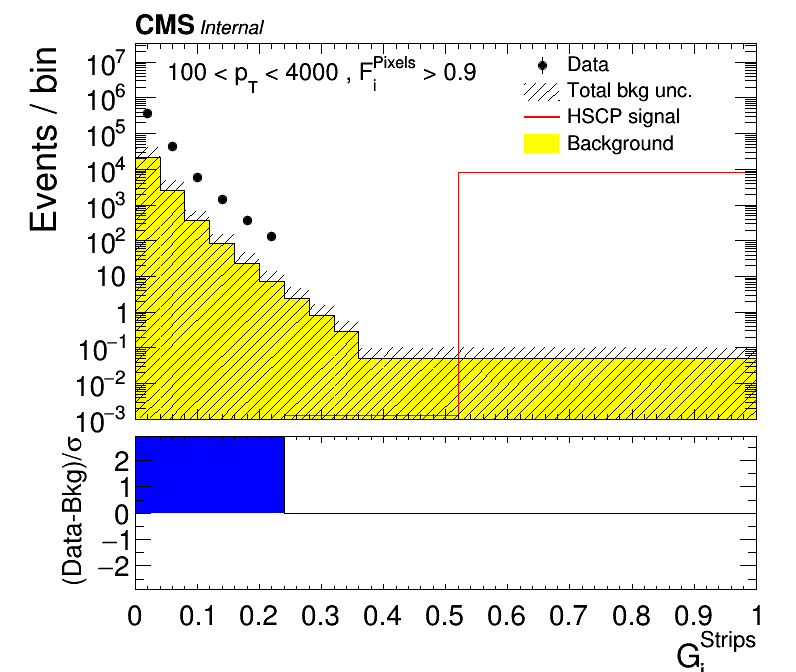 CMS Internal
Events / bin
100 < p_T < 4000 , F_i^Pixels > 0.9
Data
Total bkg unc.
HSCP signal
Background
10^7
10^6
10^5
10^4
10^3
10^2
10
1
10^−1
10^−2
10^−3
(Data-Bkg)/σ
2
1
0
−1
−2
0 0.1 0.2 0.3 0.4 0.5 0.6 0.7 0.8 0.9 1
G_i^Strips